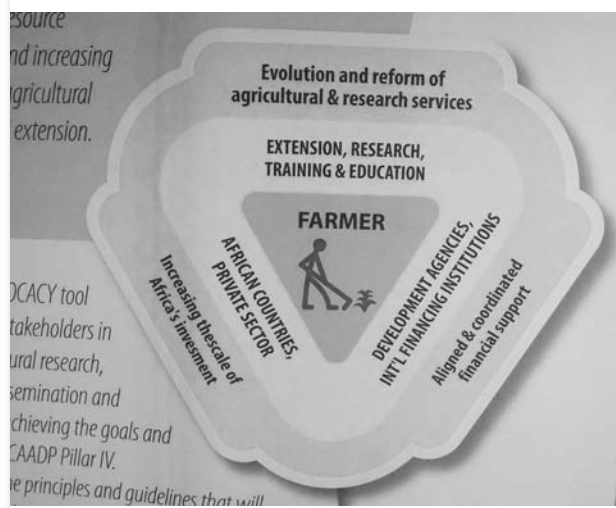 esource
nd increasing
agricultural
extension.
Evolution and reform of
agricultural & research services
EXTENSION, RESEARCH,
TRAINING & EDUCATION
FARMER
AFRICAN COUNTRIES,
PRIVATE SECTOR
Increasing thescale of
Africa's invesment
DEVELOPMENT AGENCIES,
INT'L FINANCING INSTITUTIONS
Aligned & coordinated
financial support
OCACY tool
takeholders in
ural research,
semination and
chieving the goals and
CAADP Pillar IV.
e principles and guidelines that will